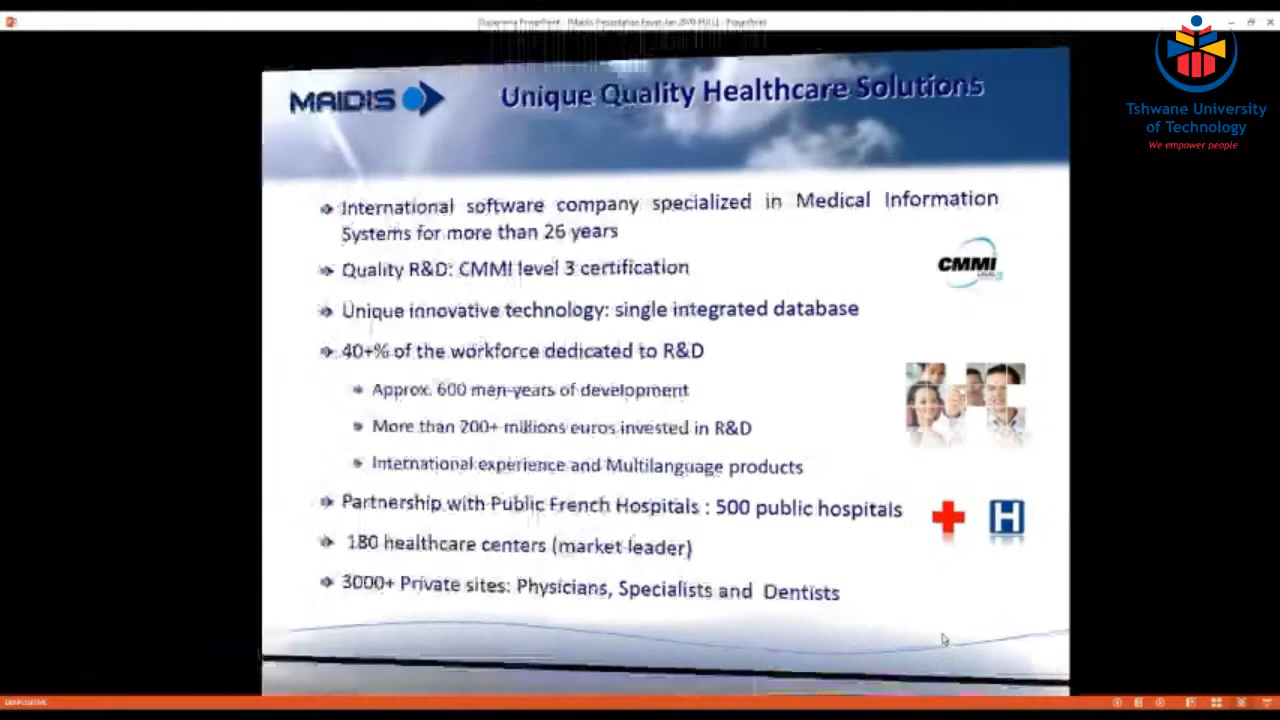 Tshwane University
of Technology
We empower people
MAIDIS
Unique Quality Healthcare Solutions
International software company specialized in Medical Information
Systems for more than 26 years
CMMI
Quality R&D: CMMI level 3 certification
Unique innovative technology: single integrated database
40+% of the workforce dedicated to R&D
Approx. 600 men-years of development
More than 200+ millions euros invested in R&D
International experience and Multilanguage products
Partnership with Public French Hospitals : 500 public hospitals
H
180 healthcare centers (market leader)
3000+ Private sites: Physicians, Specialists and Dentists